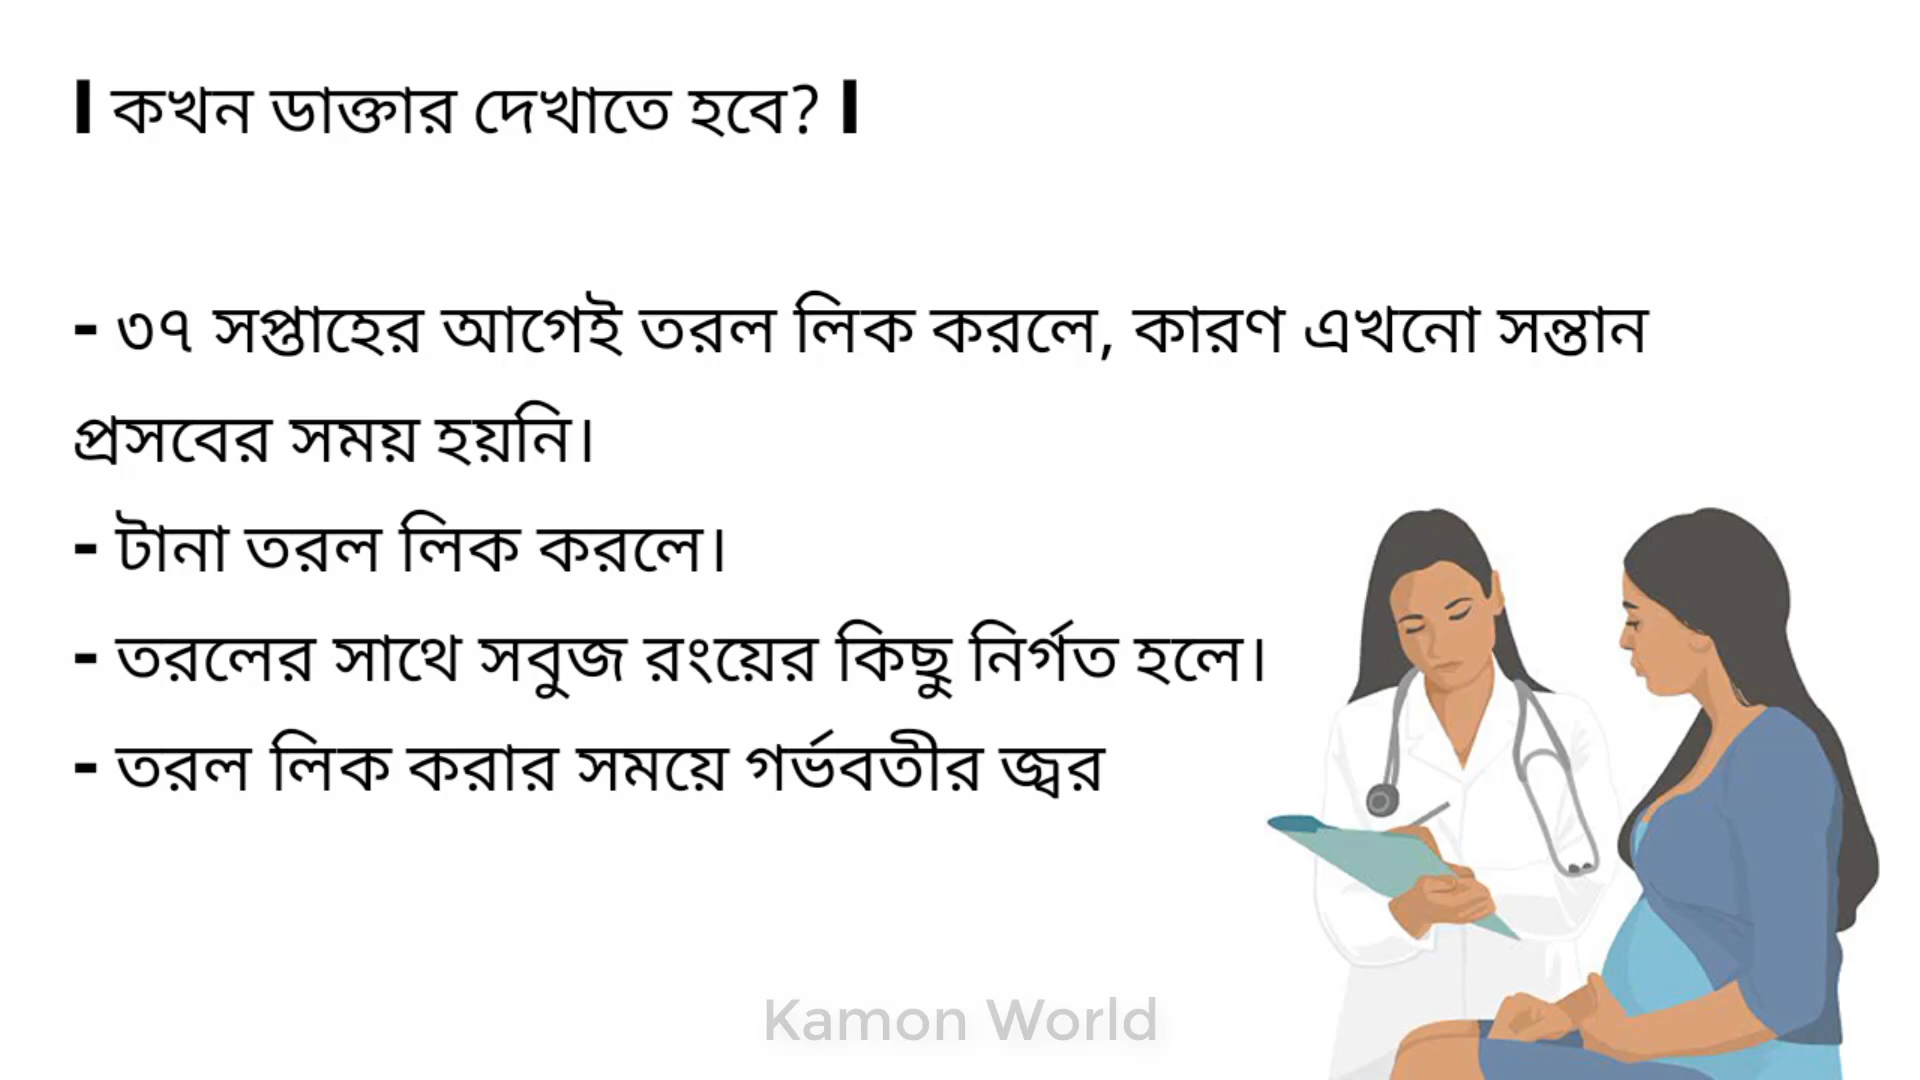 | কখন ডাক্তার দেখাতে হবে? |
- ৩৭ সপ্তাহের আগেই তরল লিক করলে, কারণ এখনো সন্তান
প্রসবের সময় হয়নি।
- টানা তরল লিক করলে।
- তরলের সাথে সবুজ রংয়ের কিছু নির্গত হলে।
- তরল লিক করার সময়ে গর্ভবতীর জ্বর
Kamon World